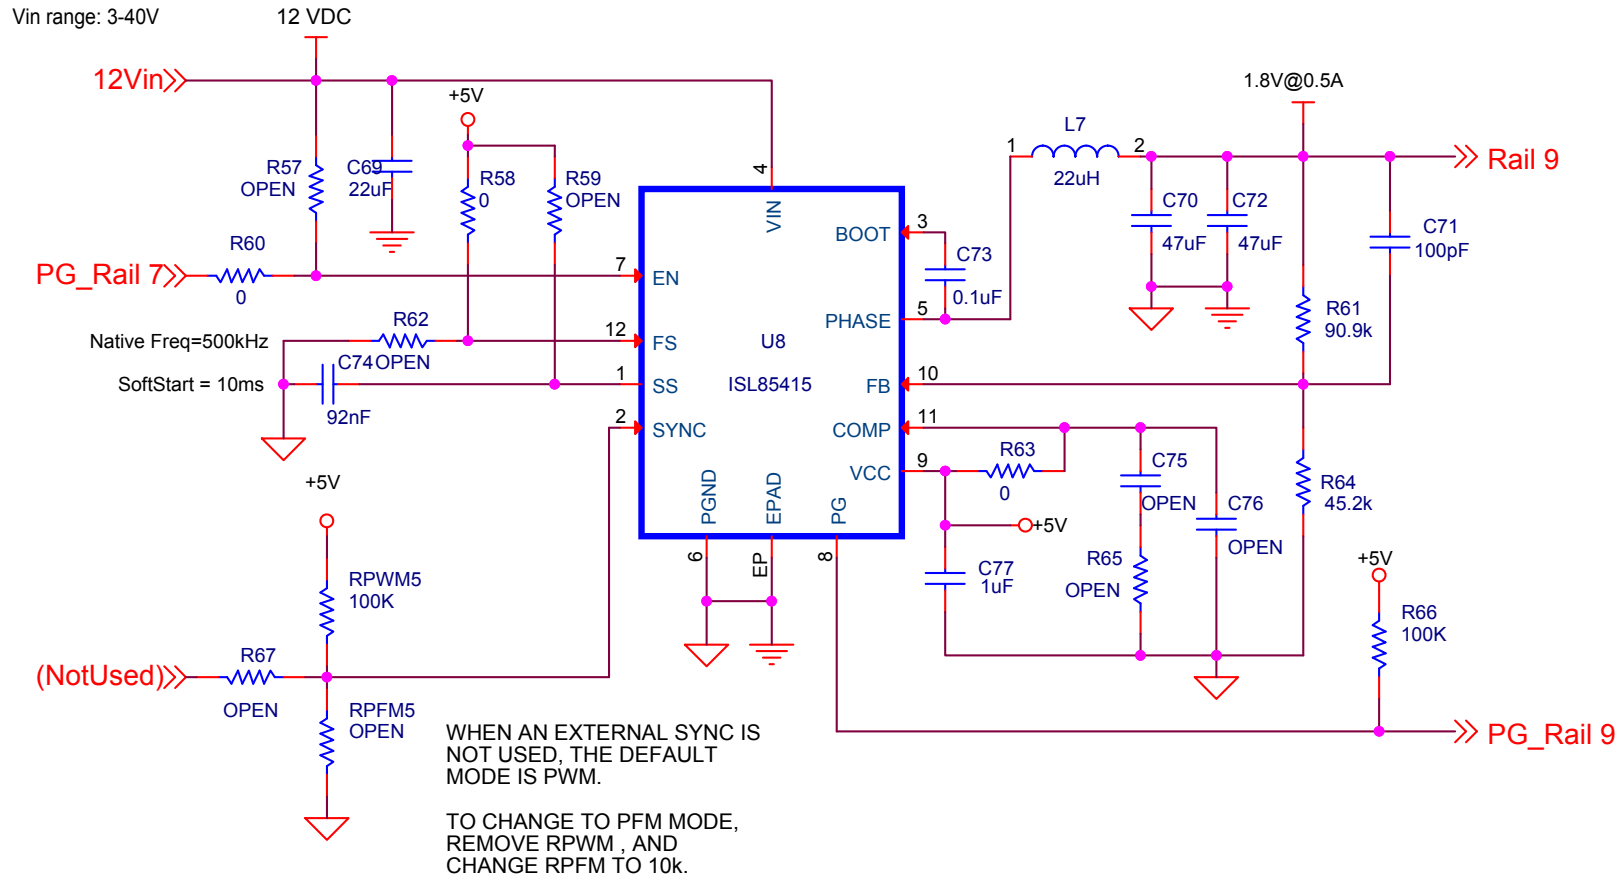 Vin range: 3-40V
12 VDC
12Vin
+5V
1.8V@0.5A
R57
OPEN
C69
22uF
R58
0
R59
OPEN
4
VIN
1
L7
2
22uH
Rail 9
C70
47uF
C72
47uF
C71
100pF
BOOT
3
C73
0.1uF
R60
0
PG_Rail 7
7
EN
PHASE
5
R61
90.9k
Native Freq=500kHz
R62
OPEN
12
FS
U8
SoftStart = 10ms
C74
92nF
1
SS
ISL85415
FB
10
2
SYNC
COMP
11
VCC
9
R63
0
C75
OPEN
C76
OPEN
R64
45.2k
PGND
EPAD
PG
6
EP
8
+5V
+5V
C77
1uF
R65
OPEN
+5V
R66
100K
RPWM5
100K
(NotUsed)
R67
OPEN
RPFM5
OPEN
PG_Rail 9
WHEN AN EXTERNAL SYNC IS
NOT USED, THE DEFAULT
MODE IS PWM.
TO CHANGE TO PFM MODE,
REMOVE RPWM , AND
CHANGE RPFM TO 10k.